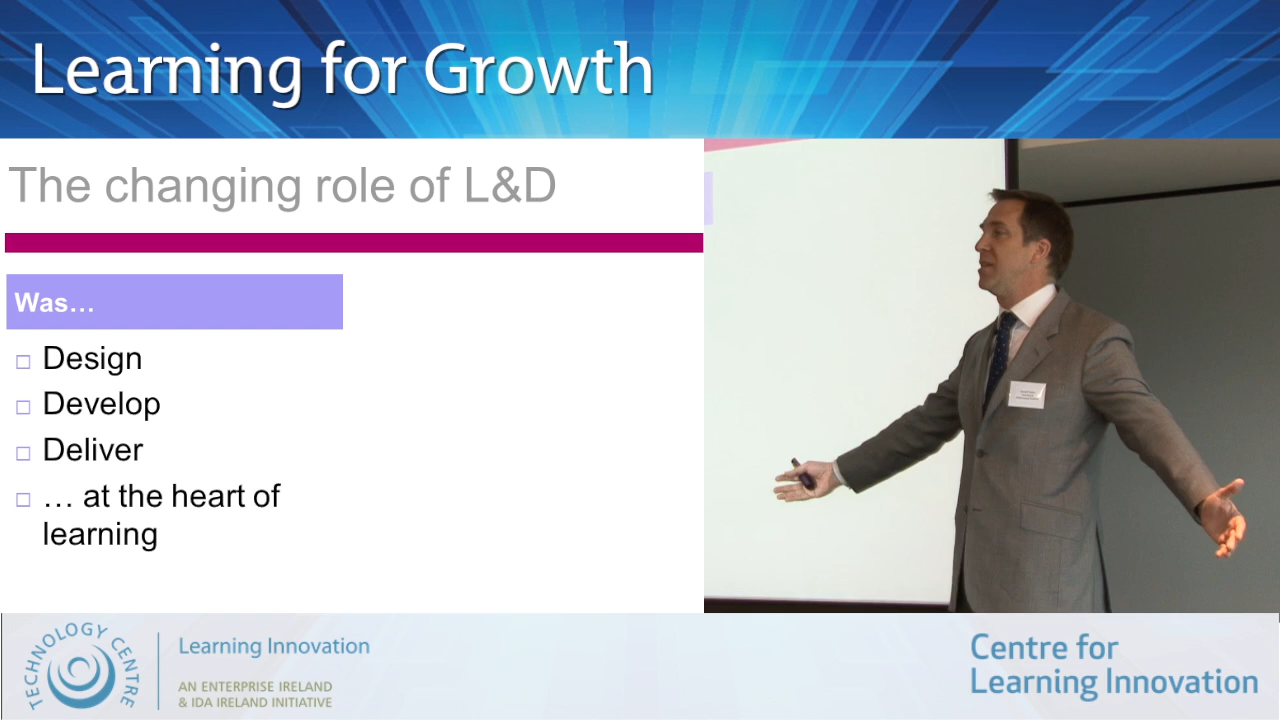 Learning for Growth
The changing role of L&D
Was…
□ Design
□ Develop
□ Deliver
□ … at the heart of
learning
TECHNOLOGY CENTRE
Learning Innovation
AN ENTERPRISE IRELAND
& IDA IRELAND INITIATIVE
Centre for
Learning Innovation